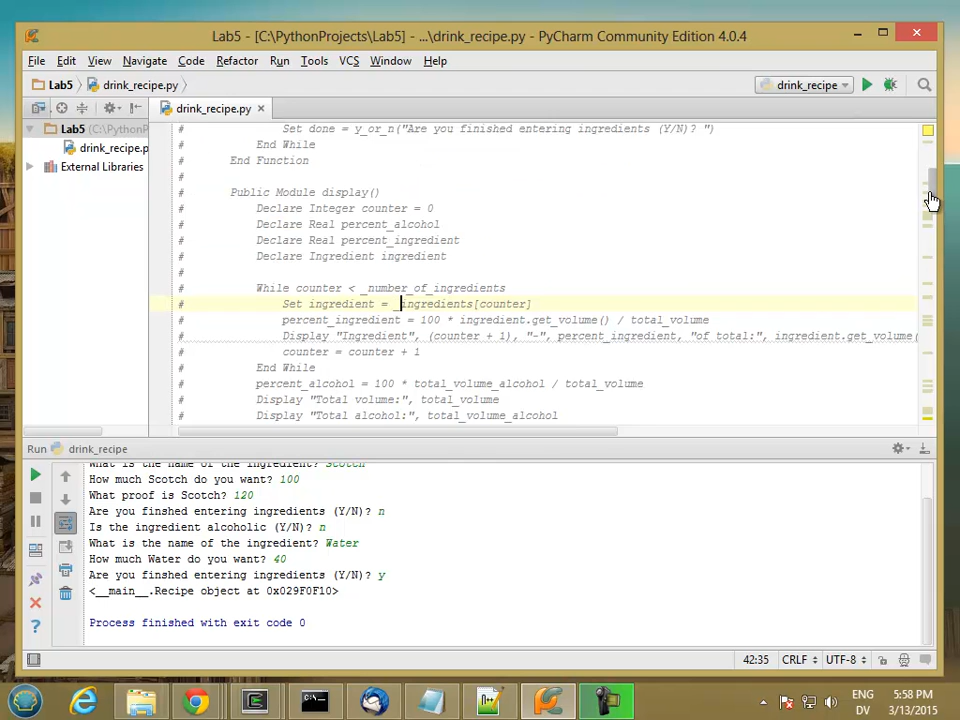 Lab5 - [C:\PythonProjects\Lab5] - ...\drink_recipe.py - PyCharm Community Edition 4.0.4
File Edit View Navigate Code Refactor Run Tools VCS Window Help
Lab5 drink_recipe.py drink_recipe
drink_recipe.py
Lab5 (C:\PythonP
drink_recipe.p
External Libraries
# Set done = y_or_n("Are you finished entering ingredients (Y/N)? ")
# End While
# End Function
#
# Public Module display()
# Declare Integer counter = 0
# Declare Real percent_alcohol
# Declare Real percent_ingredient
# Declare Ingredient ingredient
#
# While counter < _number_of_ingredients
# Set ingredient = _ingredients[counter]
# percent_ingredient = 100 * ingredient.get_volume() / total_volume
# Display "Ingredient", (counter + 1), "-", percent_ingredient, "of total:", ingredient.get_volume(
# counter = counter + 1
# End While
# percent_alcohol = 100 * total_volume_alcohol / total_volume
# Display "Total volume:", total_volume
# Display "Total alcohol:", total_volume_alcohol
Run drink_recipe
What is the name of the ingredient? Scotch
How much Scotch do you want? 100
What proof is Scotch? 120
Are you finshed entering ingredients (Y/N)? n
Is the ingredient alcoholic (Y/N)? n
What is the name of the ingredient? Water
How much Water do you want? 40
Are you finshed entering ingredients (Y/N)? y
<__main__.Recipe object at 0x029F0F10>
Process finished with exit code 0
42:35 CRLF UTF-8
ENG 5:58 PM
DV 3/13/2015